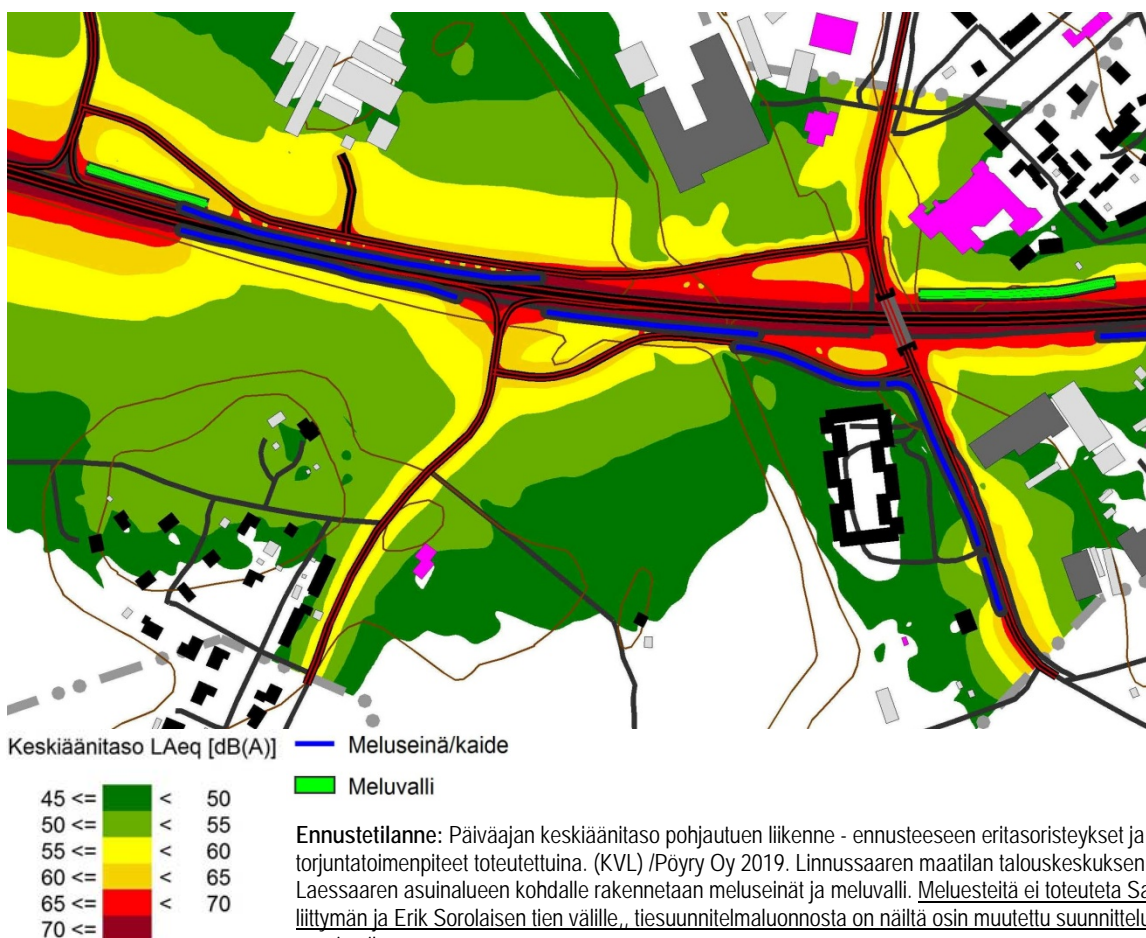 Keskiäänitaso LAeq [dB(A)]
Meluseinä/kaide
Meluvalli
45 <= < 50
50 <= < 55
55 <= < 60
60 <= < 65
65 <= < 70
70 <=
Ennustetilanne: Päiväajan keskiäänitaso pohjautuen liikenne - ennusteeseen eritasoristeykset ja
torjuntatoimenpiteet toteutettuina. (KVL) /Pöyry Oy 2019. Linnussaaren maatilan talouskeskuksen
Laessaaren asuinalueen kohdalle rakennetaan meluseinät ja meluvalli. Meluesteitä ei toteuteta
liittymän ja Erik Sorolaisen tien välille,, tiesuunnitelmaluonnosta on näiltä osin muutettu